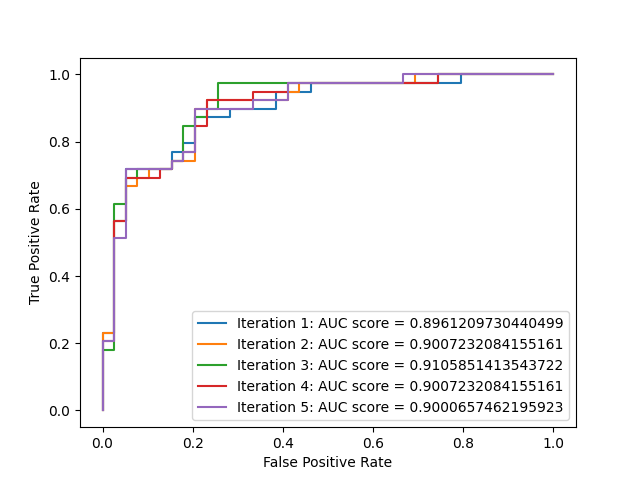 1.0
0.8
0.6
0.4
0.2
0.0
True Positive Rate
Iteration 1: AUC score = 0.8961209730440499
Iteration 2: AUC score = 0.9007232084155161
Iteration 3: AUC score = 0.9105851413543722
Iteration 4: AUC score = 0.9007232084155161
Iteration 5: AUC score = 0.9000657462195923
0.0 0.2 0.4 0.6 0.8 1.0
False Positive Rate